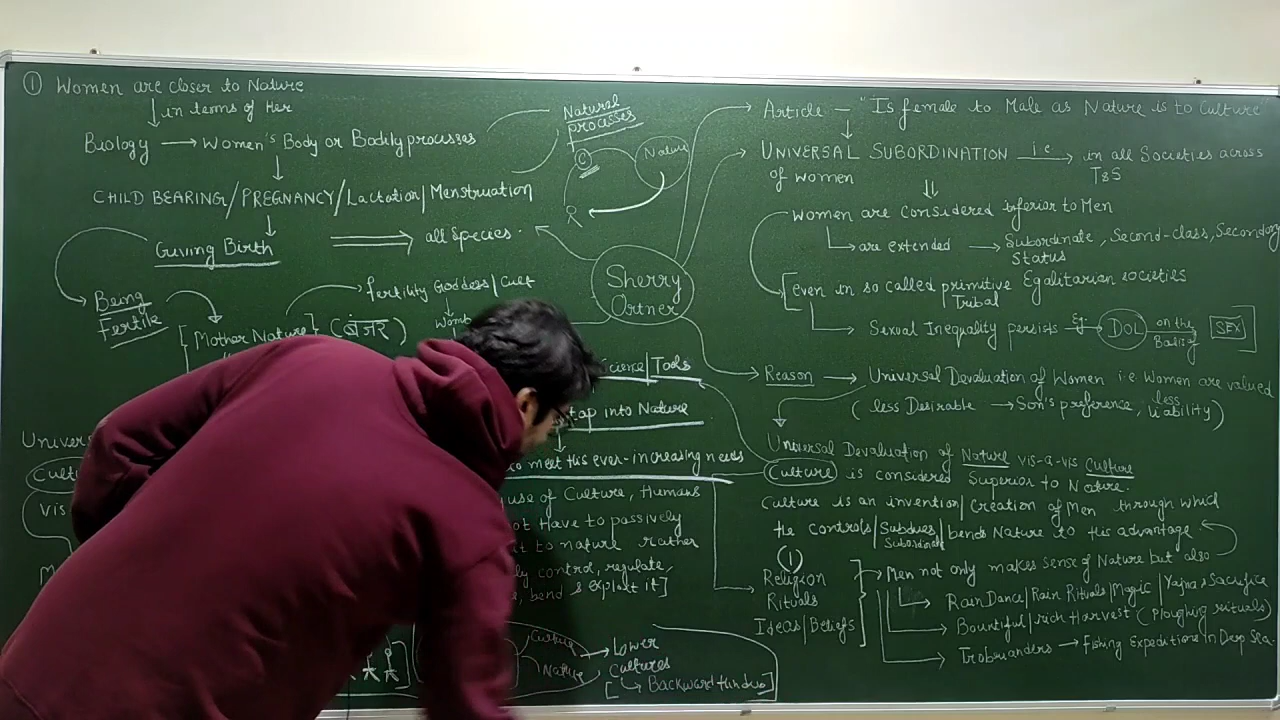 ① Women are closer to Nature
in terms of Her
Biology → Women's Body or Bodily processes
CHILD BEARING/PREGNANCY/Lactation/Menstruation
Giving Birth ⟹ all Species.
Being
Fertile
[Mother Nature] (बंजर)
fertility Goddess/Cult
Womb
Natural
processes
C
Nature
R
Sherry
Ortner
Science/Tools
tap into Nature
to meet his ever-increasing needs
use of Culture, Humans
not have to passively
to nature rather
control, regulate,
bend & exploit it]
Univers
Cult
Vis
Culture
Nature
→ Lower
Cultures
[↳ Backward Hindus]
Article — "Is female to Male as Nature is to Culture
UNIVERSAL SUBORDINATION i.e → in all Societies across
of women T&S
Women are Considered inferior to Men
are extended → Subordinate, Second-class, Secondary
Status
[even in so called primitive Egalitarian societies
Tribal
Sexual Inequality persists Eg: → DOL on the Basis of SEX
Reason → Universal Devaluation of Women i.e Women are valued
less
(less Desirable → Son's preference, liability)
Universal Devaluation of Nature vis-a-vis Culture
Culture is considered Superior to Nature.
Culture is an invention/Creation of Men through which
he controls/Subdues/bends Nature to his advantage
Subordinate
(1)
Religion
Rituals
Ideas/Beliefs
Men not only makes sense of Nature but also
Rain Dance/Rain Rituals/Magic/Yajna, Sacrifice
Bountiful/rich Harvest (Ploughing rituals)
Trobrianders → Fishing Expeditions In Deep Sea